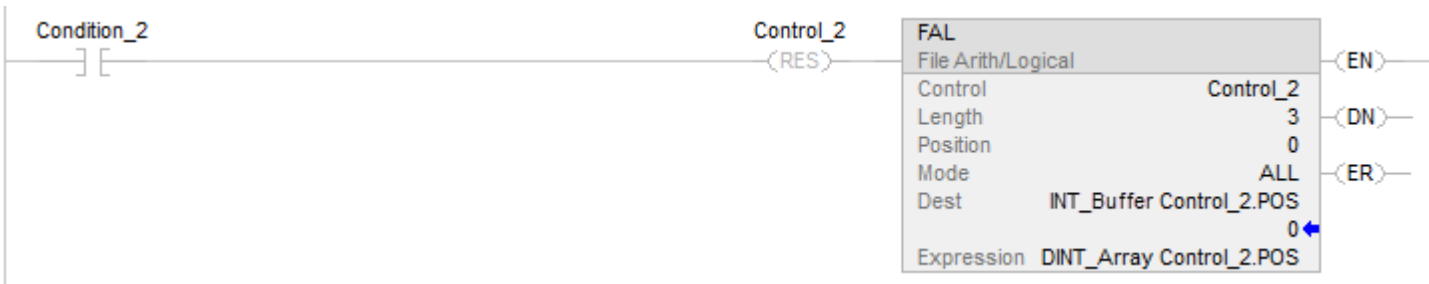 Condition_2
Control_2
FAL
(RES)
File Arith/Logical
(EN)
Control Control_2
Length 3
(DN)
Position 0
Mode ALL
(ER)
Dest INT_Buffer Control_2.POS
0
Expression DINT_Array Control_2.POS